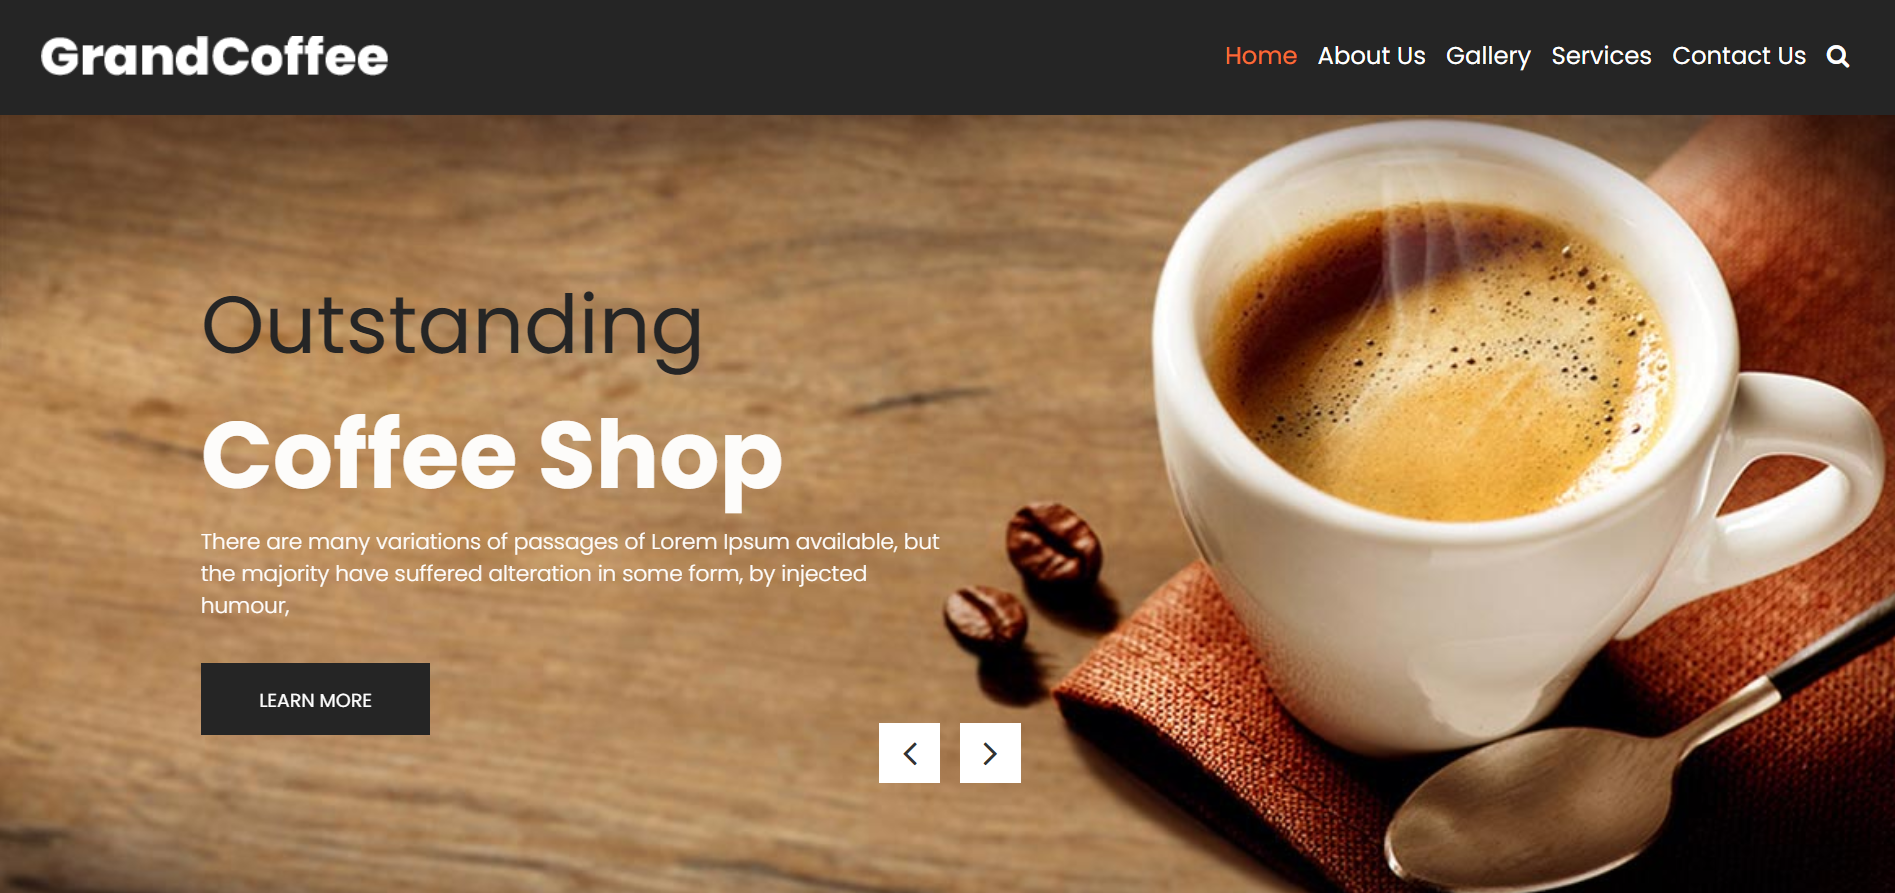 GrandCoffee
Home About Us Gallery Services Contact Us
Outstanding
Coffee Shop
There are many variations of passages of Lorem Ipsum available, but
the majority have suffered alteration in some form, by injected
humour,
LEARN MORE